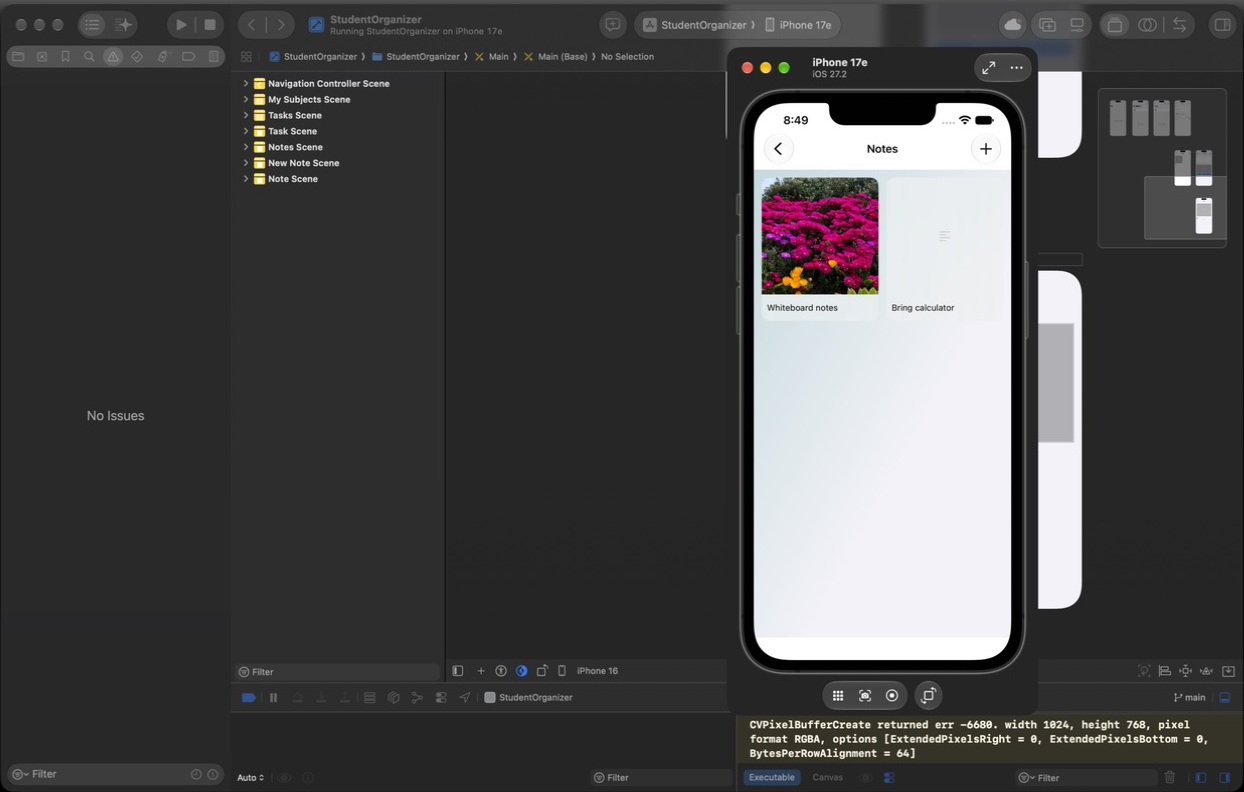 StudentOrganizer
Running StudentOrganizer on iPhone 17e
StudentOrganizer
iPhone 17e
StudentOrganizer
StudentOrganizer
Main
Main (Base)
No Selection
Navigation Controller Scene
My Subjects Scene
Tasks Scene
Task Scene
Notes Scene
New Note Scene
Note Scene
No Issues
iPhone 17e
iOS 27.2
8:49
Notes
Whiteboard notes
Bring calculator
Filter
iPhone 16
StudentOrganizer
main
CVPixelBufferCreate returned err -6680. width 1024, height 768, pixel
format RGBA, options [ExtendedPixelsRight = 0, ExtendedPixelsBottom = 0,
BytesPerRowAlignment = 64]
Filter
Auto
Filter
Executable
Canvas
Filter